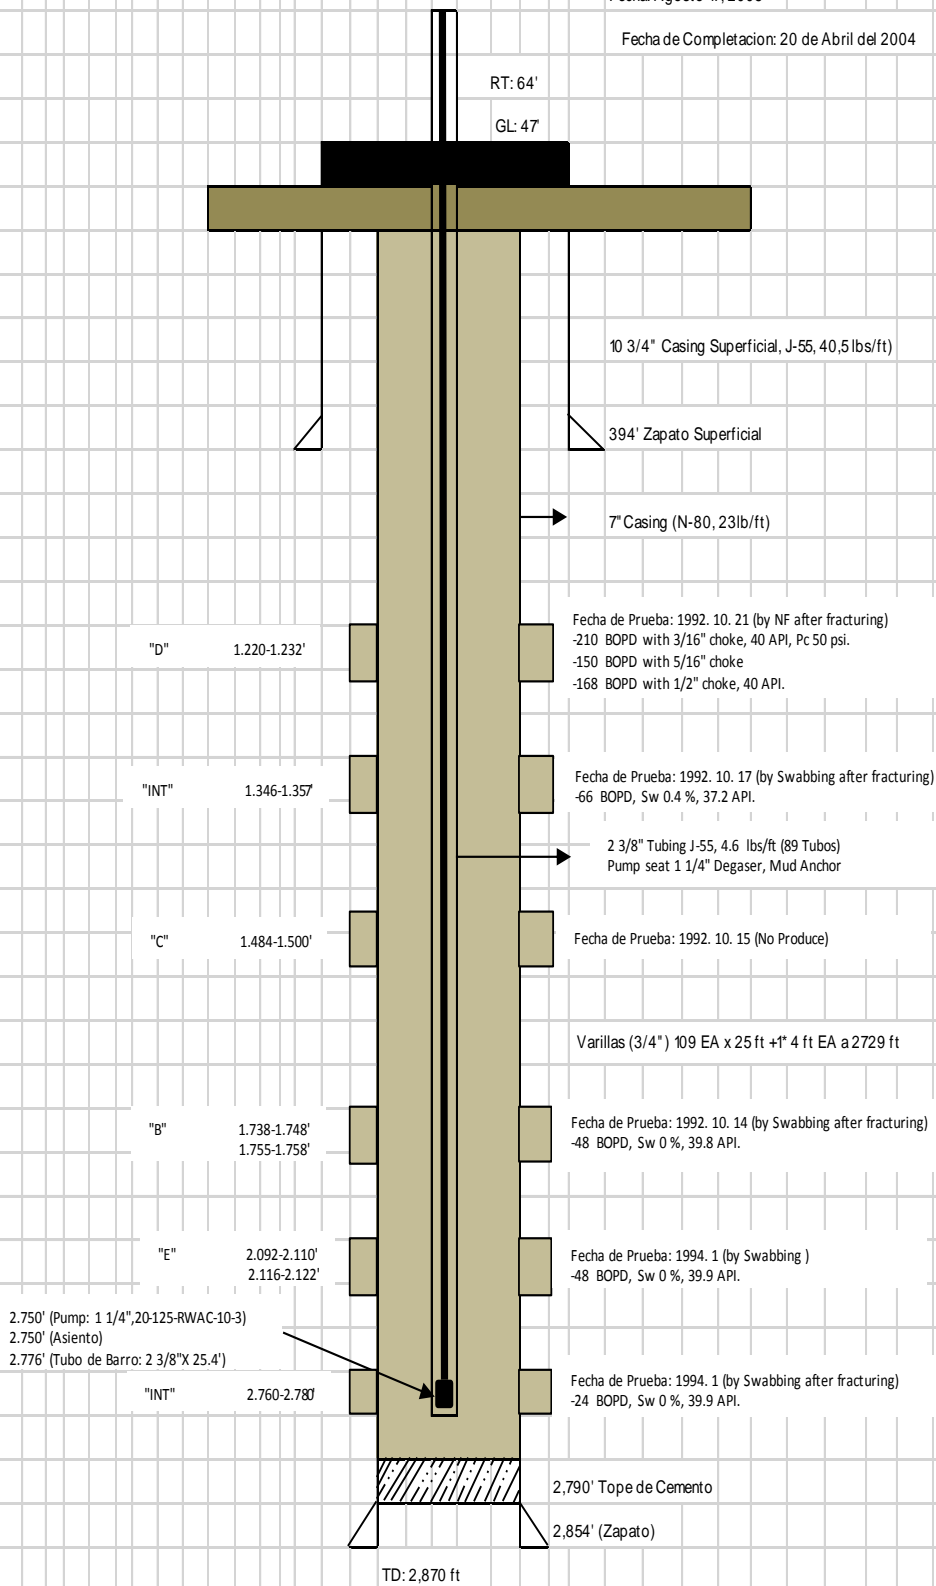 Fecha de Completacion: 20 de Abril del 2004
RT: 64'
GL: 47'
10 3/4" Casing Superficial, J-55, 40,5 lbs/ft)
394' Zapato Superficial
7" Casing (N-80, 23lb/ft)
"D" 1.220-1.232'
Fecha de Prueba: 1992. 10. 21 (by NF after fracturing)
-210 BOPD with 3/16" choke, 40 API, Pc 50 psi.
-150 BOPD with 5/16" choke
-168 BOPD with 1/2" choke, 40 API.
"INT" 1.346-1.357'
Fecha de Prueba: 1992. 10. 17 (by Swabbing after fracturing)
-66 BOPD, Sw 0.4 %, 37.2 API.
2 3/8" Tubing J-55, 4.6 lbs/ft (89 Tubos)
Pump seat 1 1/4" Degaser, Mud Anchor
"C" 1.484-1.500'
Fecha de Prueba: 1992. 10. 15 (No Produce)
Varillas (3/4") 109 EA x 25 ft +1* 4 ft EA a 2729 ft
"B" 1.738-1.748'
1.755-1.758'
Fecha de Prueba: 1992. 10. 14 (by Swabbing after fracturing)
-48 BOPD, Sw 0 %, 39.8 API.
"E" 2.092-2.110'
2.116-2.122'
Fecha de Prueba: 1994. 1 (by Swabbing )
-48 BOPD, Sw 0 %, 39.9 API.
2.750' (Pump: 1 1/4",20-125-RWAC-10-3)
2.750' (Asiento)
2.776' (Tubo de Barro: 2 3/8"X 25.4')
"INT" 2.760-2.780'
Fecha de Prueba: 1994. 1 (by Swabbing after fracturing)
-24 BOPD, Sw 0 %, 39.9 API.
2,790' Tope de Cemento
2,854' (Zapato)
TD: 2,870 ft